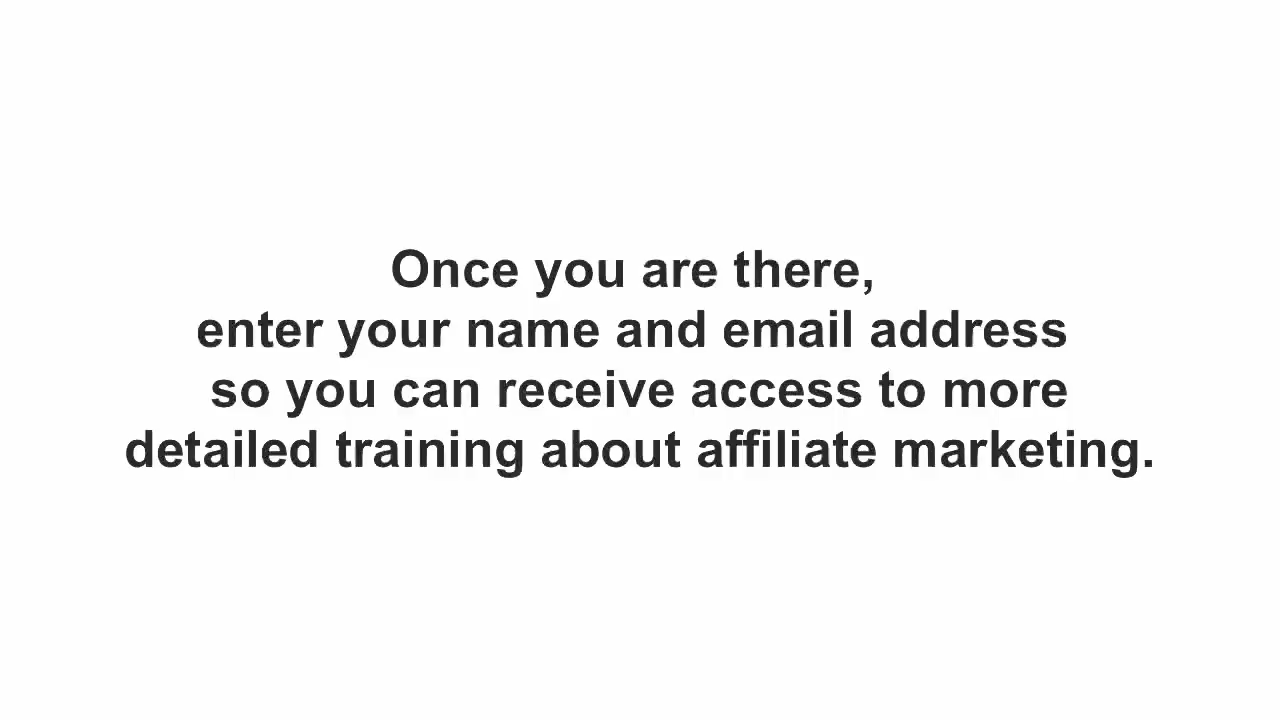 Once you are there,
enter your name and email address
so you can receive access to more
detailed training about affiliate marketing.